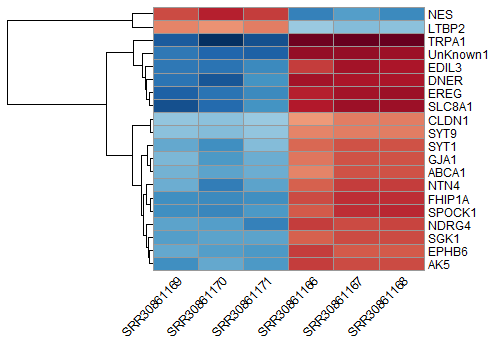 NES
LTBP2
TRPA1
UnKnown1
EDIL3
DNER
EREG
SLC8A1
CLDN1
SYT9
SYT1
GJA1
ABCA1
NTN4
FHIP1A
SPOCK1
NDRG4
SGK1
EPHB6
AK5
SRR30861169
SRR30861170
SRR30861171
SRR30861166
SRR30861167
SRR30861168